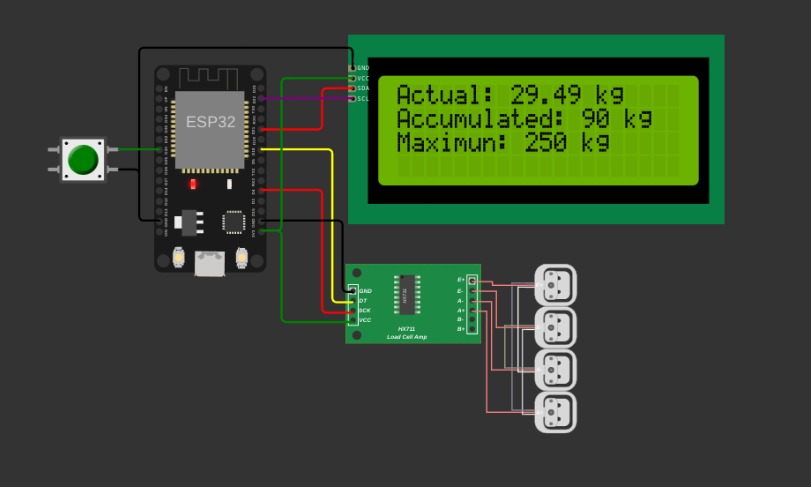 GND
VCC
SDA
SCL
Actual: 29.49 kg
Accumulated: 90 kg
Maximun: 250 kg
ESP32
GND
DT
SCK
VCC
HX711
HX711
Load Cell Amp
E+
E-
A-
A+
B-
B+